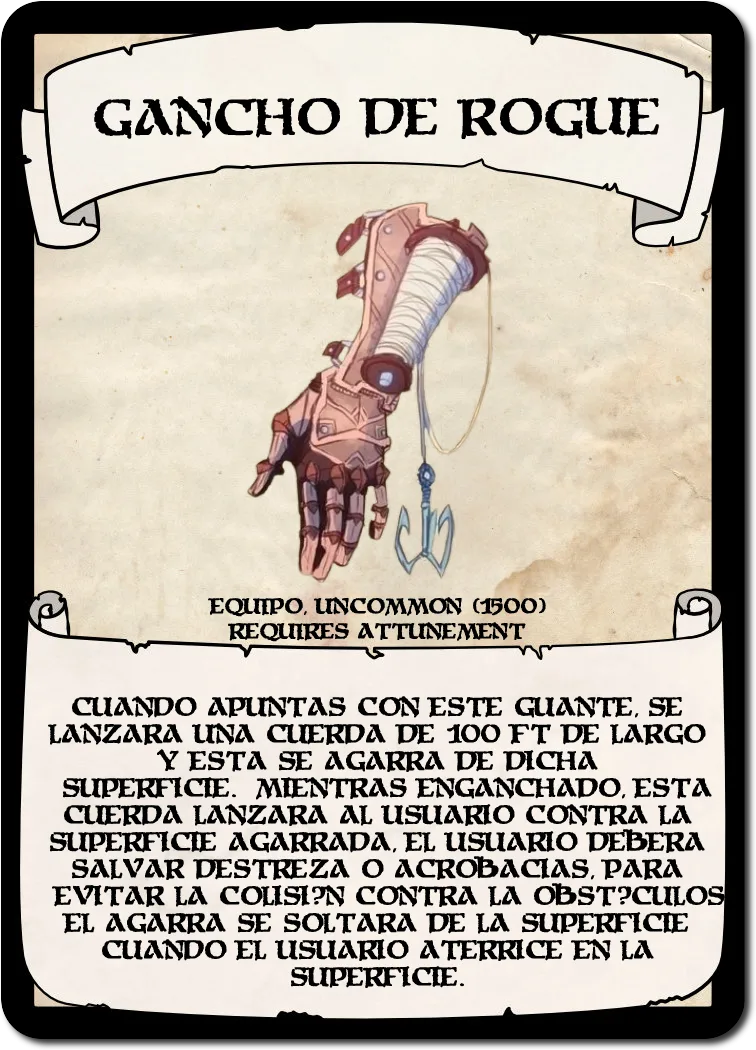 GANCHO DE ROGUE
EQUIPO, UNCOMMON (1500)
REQUIRES ATTUNEMENT
CUANDO APUNTAS CON ESTE GUANTE, SE
LANZARA UNA CUERDA DE 100 FT DE LARGO
Y ESTA SE AGARRA DE DICHA
SUPERFICIE. MIENTRAS ENGANCHADO, ESTA
CUERDA LANZARA AL USUARIO CONTRA LA
SUPERFICIE AGARRADA, EL USUARIO DEBERA
SALVAR DESTREZA O ACROBACIAS, PARA
EVITAR LA COLISI?N CONTRA LA OBST?CULOS
EL AGARRA SE SOLTARA DE LA SUPERFICIE
CUANDO EL USUARIO ATERRICE EN LA
SUPERFICIE.